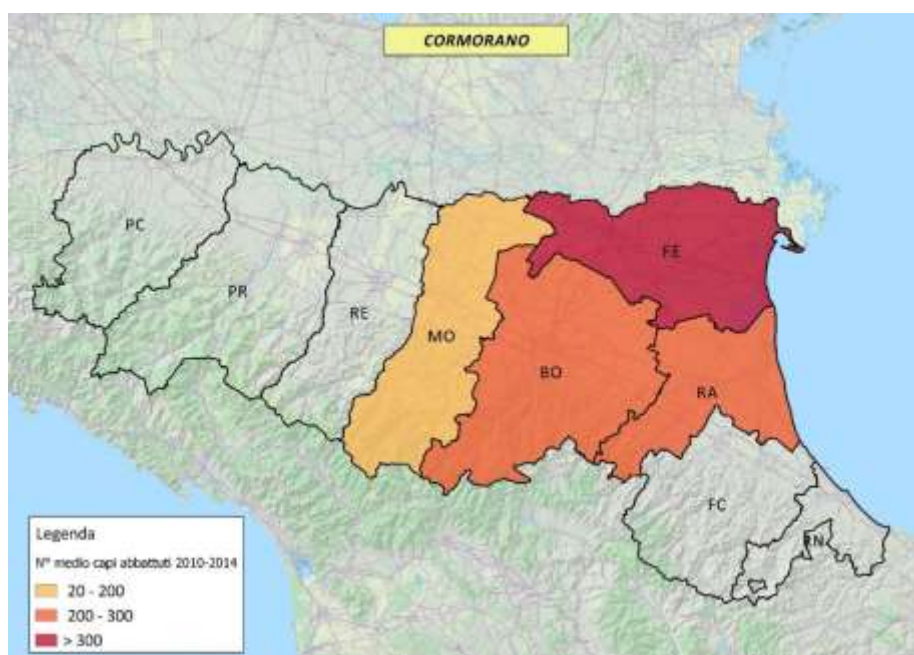 CORMORANO
PC
PR
RE
MO
BO
FE
RA
FC
RN
Legenda
N° medio capi abbattuti 2010-2014
20 - 200
200 - 300
> 300